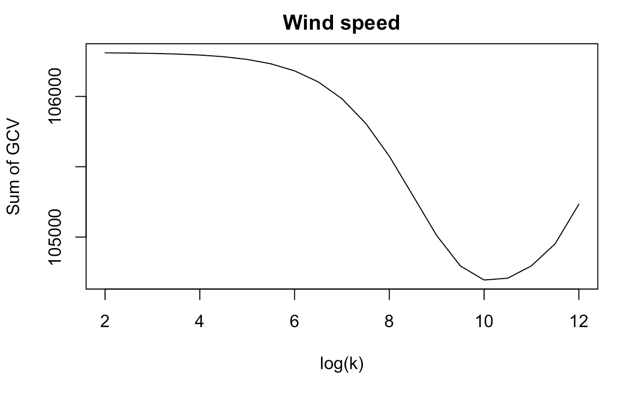 Wind speed
Sum of GCV
106000
105000
2 4 6 8 10 12
log(k)